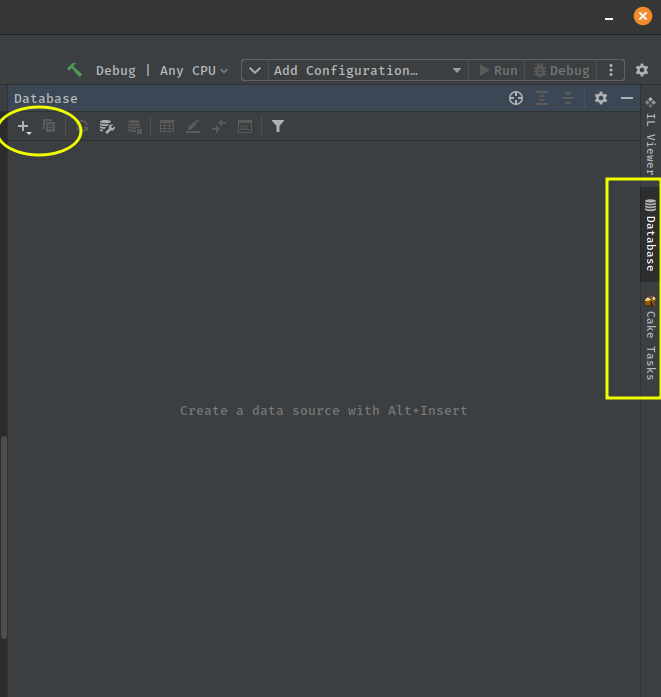 Debug | Any CPU
Add Configuration…
Run
Debug
Database
QL
IL Viewer
Database
Cake Tasks
Create a data source with Alt+Insert